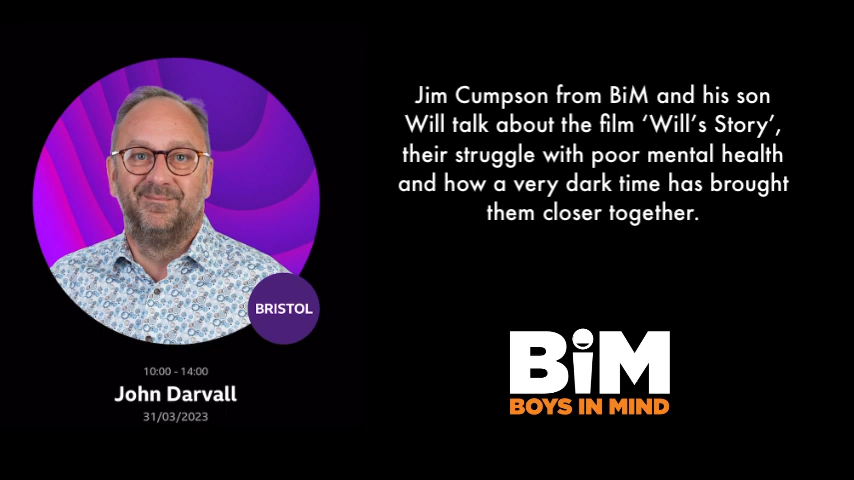 BRISTOL
10:00 - 14:00
John Darvall
31/03/2023
Jim Cumpson from BiM and his son
Will talk about the film ‘Will’s Story’,
their struggle with poor mental health
and how a very dark time has brought
them closer together.
BiM
BOYS IN MIND